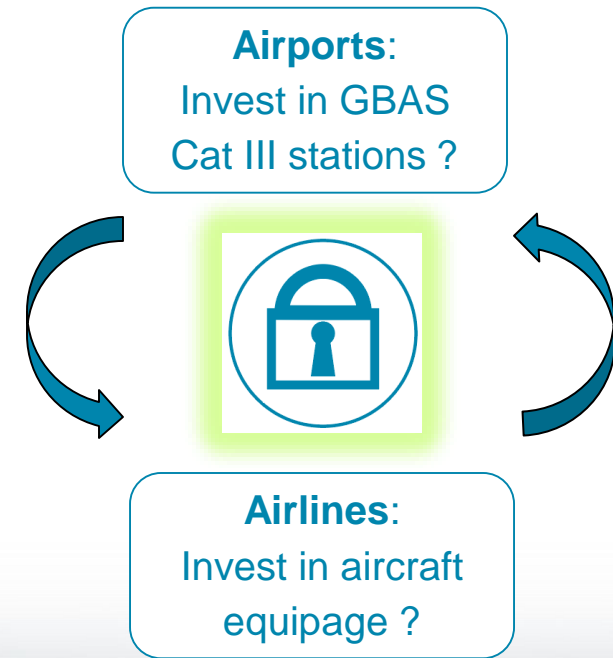 Airports:
Invest in GBAS
Cat III stations ?
Airlines:
Invest in aircraft
equipage ?